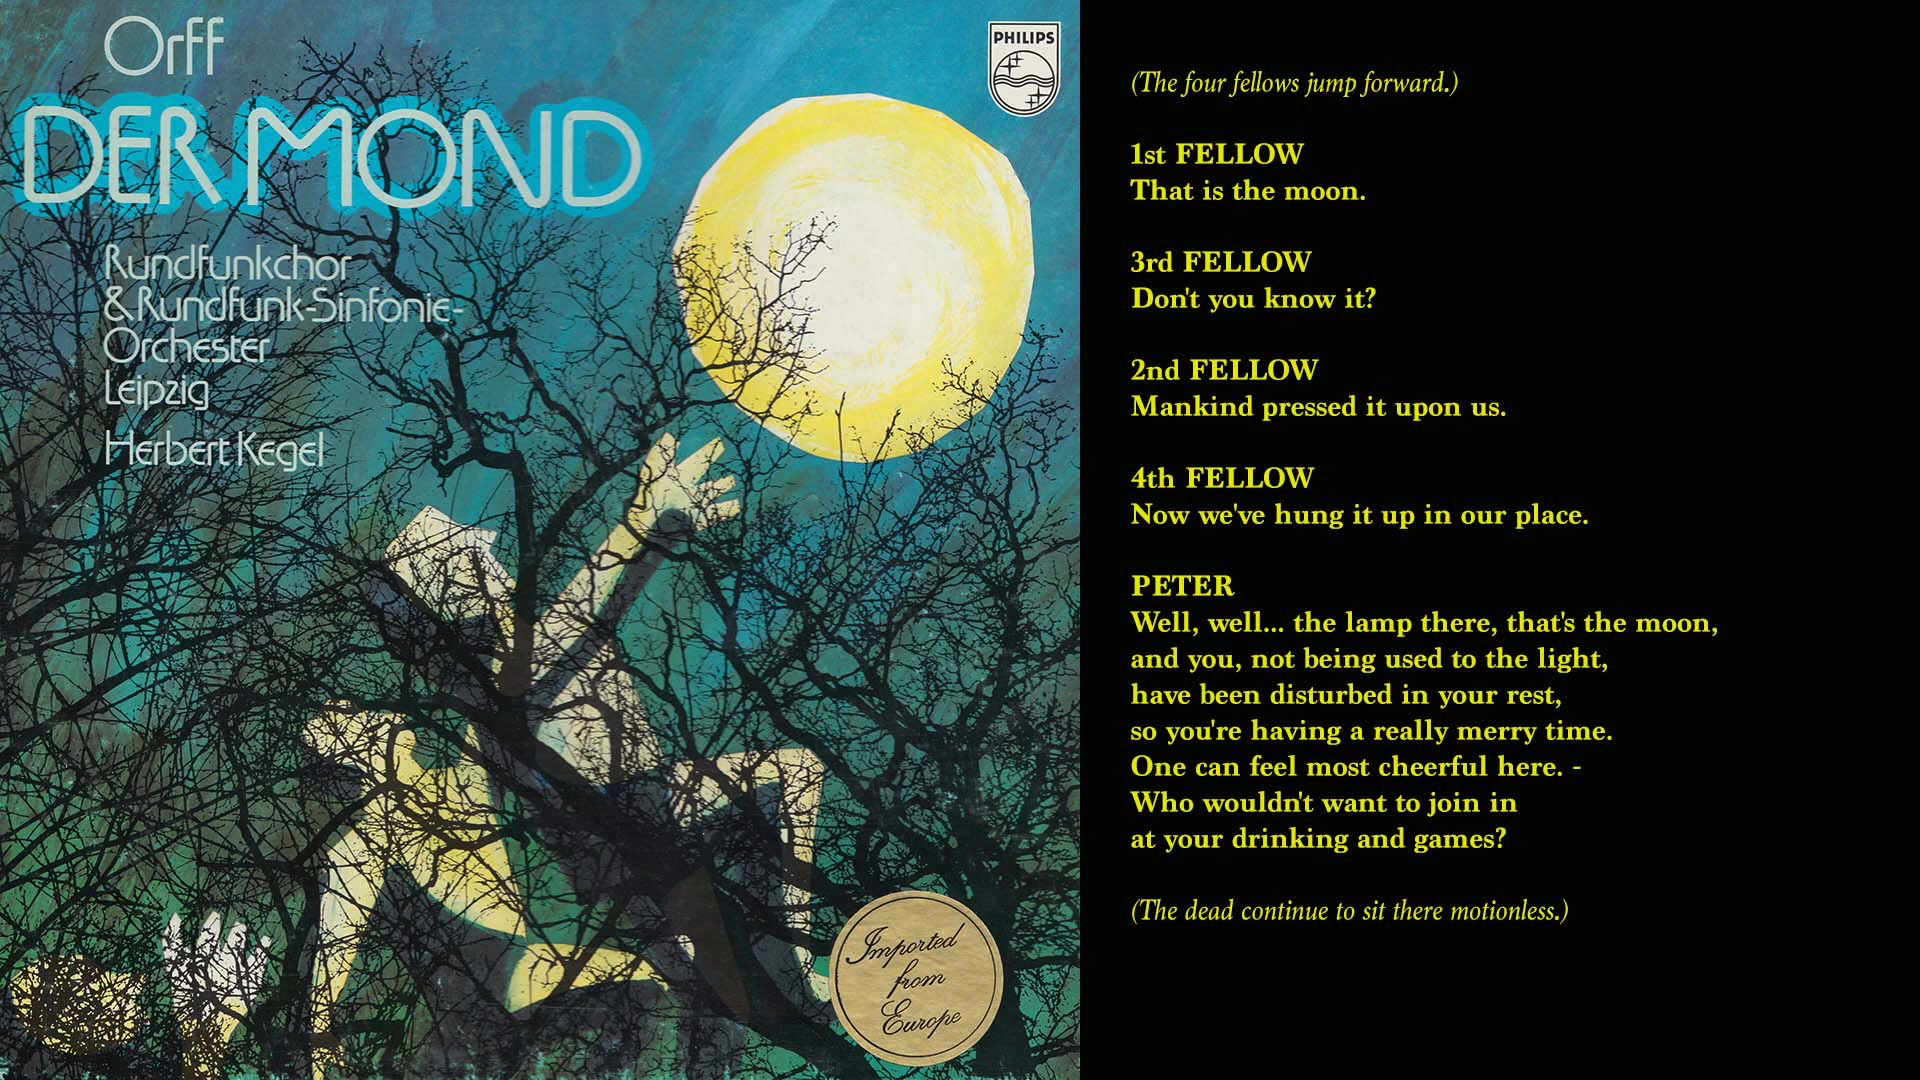 Orff
DER MOND
Rundfunkchor
& Rundfunk-Sinfonie-
Orchester
Leipzig
Herbert Kegel
PHILIPS
Imported
from
Europe
(The four fellows jump forward.)
1st FELLOW
That is the moon.
3rd FELLOW
Don't you know it?
2nd FELLOW
Mankind pressed it upon us.
4th FELLOW
Now we've hung it up in our place.
PETER
Well, well... the lamp there, that's the moon,
and you, not being used to the light,
have been disturbed in your rest,
so you're having a really merry time.
One can feel most cheerful here. -
Who wouldn't want to join in
at your drinking and games?
(The dead continue to sit there motionless.)